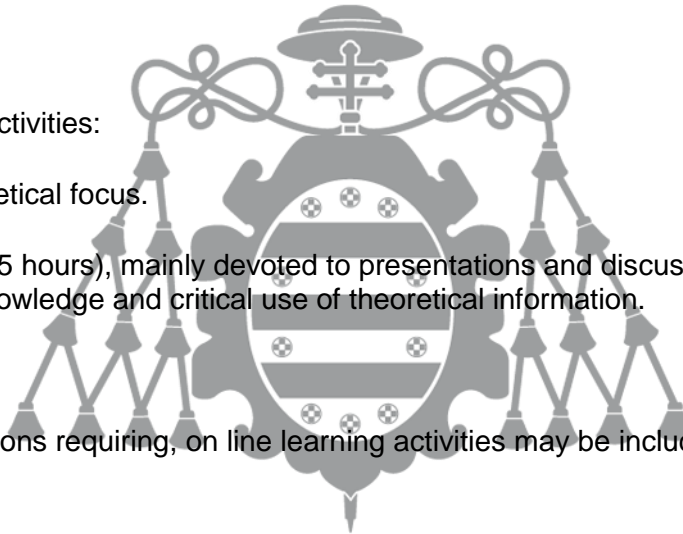 ctivities:
etical focus.
5 hours), mainly devoted to presentations and discus
owledge and critical use of theoretical information.
ons requiring, on line learning activities may be includ